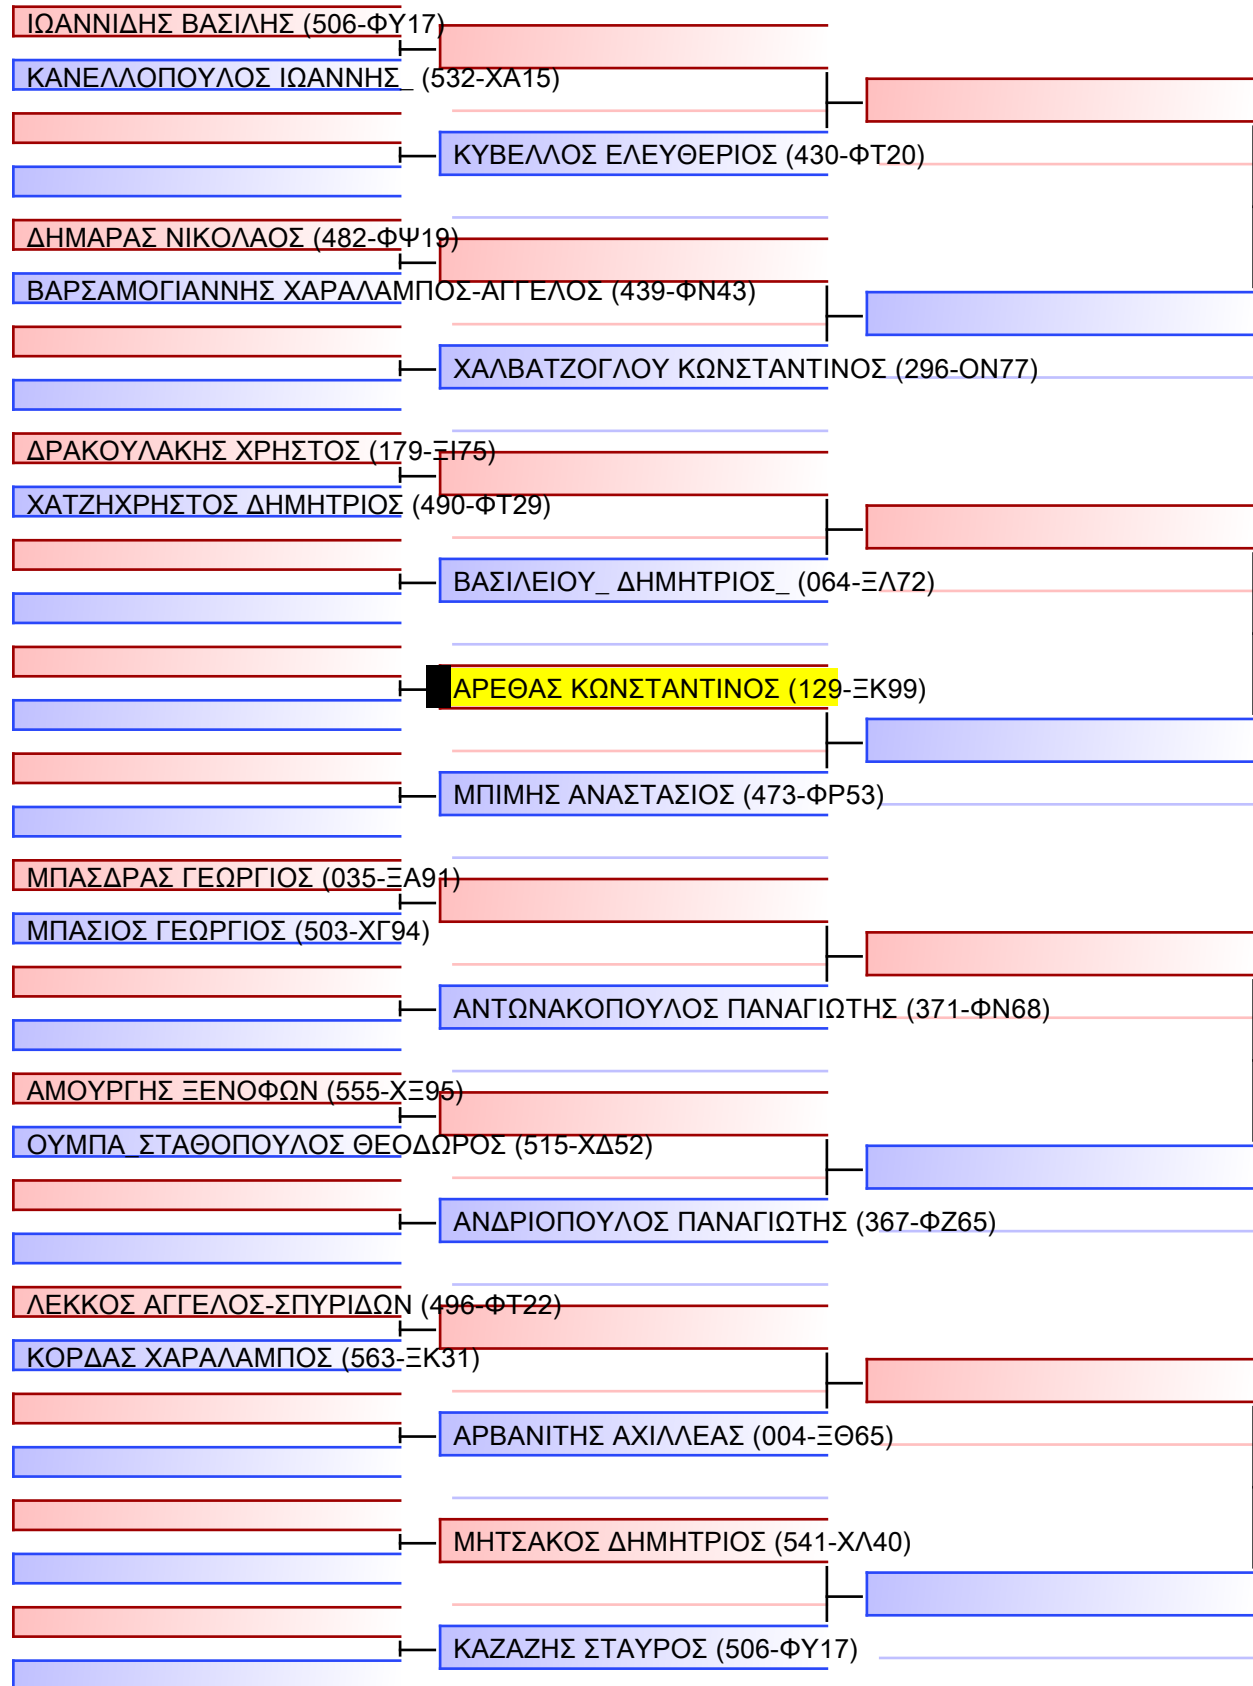 ΙΩΑΝΝΙΔΗΣ ΒΑΣΙΛΗΣ (506-ΦΥ17)
ΚΑΝΕΛΛΟΠΟΥΛΟΣ ΙΩΑΝΝΗΣ_ (532-ΧΑ15)
ΚΥΒΕΛΛΟΣ ΕΛΕΥΘΕΡΙΟΣ (430-ΦΤ20)
ΔΗΜΑΡΑΣ ΝΙΚΟΛΑΟΣ (482-ΦΨ19)
ΒΑΡΣΑΜΟΓΙΑΝΝΗΣ ΧΑΡΑΛΑΜΠΟΣ-ΑΓΓΕΛΟΣ (439-ΦΝ43)
ΧΑΛΒΑΤΖΟΓΛΟΥ ΚΩΝΣΤΑΝΤΙΝΟΣ (296-ΟΝ77)
ΔΡΑΚΟΥΛΑΚΗΣ ΧΡΗΣΤΟΣ (179-ΞΙ75)
ΧΑΤΖΗΧΡΗΣΤΟΣ ΔΗΜΗΤΡΙΟΣ (490-ΦΤ29)
ΒΑΣΙΛΕΙΟΥ_ ΔΗΜΗΤΡΙΟΣ_ (064-ΞΛ72)
ΑΡΕΘΑΣ ΚΩΝΣΤΑΝΤΙΝΟΣ (129-ΞΚ99)
ΜΠΙΜΗΣ ΑΝΑΣΤΑΣΙΟΣ (473-ΦΡ53)
ΜΠΑΣΔΡΑΣ ΓΕΩΡΓΙΟΣ (035-ΞΑ91)
ΜΠΑΣΙΟΣ ΓΕΩΡΓΙΟΣ (503-ΧΓ94)
ΑΝΤΩΝΑΚΟΠΟΥΛΟΣ ΠΑΝΑΓΙΩΤΗΣ (371-ΦΝ68)
ΑΜΟΥΡΓΗΣ ΞΕΝΟΦΩΝ (555-ΧΞ95)
ΟΥΜΠΑ_ΣΤΑΘΟΠΟΥΛΟΣ ΘΕΟΔΩΡΟΣ (515-ΧΔ52)
ΑΝΔΡΙΟΠΟΥΛΟΣ ΠΑΝΑΓΙΩΤΗΣ (367-ΦΖ65)
ΛΕΚΚΟΣ ΑΓΓΕΛΟΣ-ΣΠΥΡΙΔΩΝ (496-ΦΤ22)
ΚΟΡΔΑΣ ΧΑΡΑΛΑΜΠΟΣ (563-ΞΚ31)
ΑΡΒΑΝΙΤΗΣ ΑΧΙΛΛΕΑΣ (004-ΞΘ65)
ΜΗΤΣΑΚΟΣ ΔΗΜΗΤΡΙΟΣ (541-ΧΛ40)
ΚΑΖΑΖΗΣ ΣΤΑΥΡΟΣ (506-ΦΥ17)